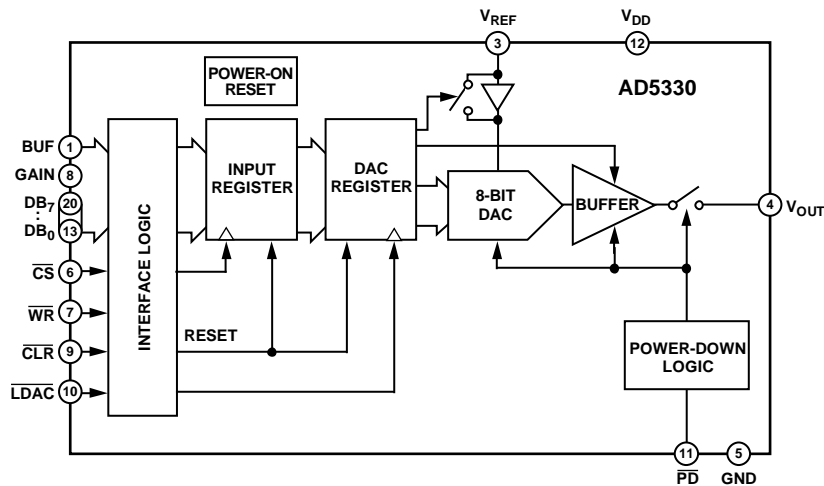 VREF
VDD
3
12
POWER-ON
RESET
AD5330
BUF 1
GAIN 8
DB7 20
:
DB0 13
CS 6
WR 7
CLR 9
LDAC 10
INTERFACE LOGIC
INPUT
REGISTER
DAC
REGISTER
8-BIT
DAC
BUFFER
4 VOUT
RESET
POWER-DOWN
LOGIC
11
5
PD
GND